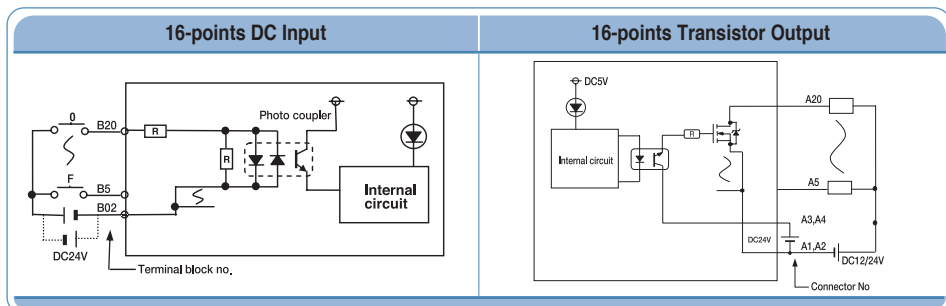 16-points DC Input
16-points Transistor Output
0
B20
R
Photo coupler
R
F
B5
B02
Internal
circuit
DC24V
Terminal block no.
DC5V
A20
R
Internal circuit
A5
A3,A4
DC24V
A1,A2
DC12/24V
Connector No